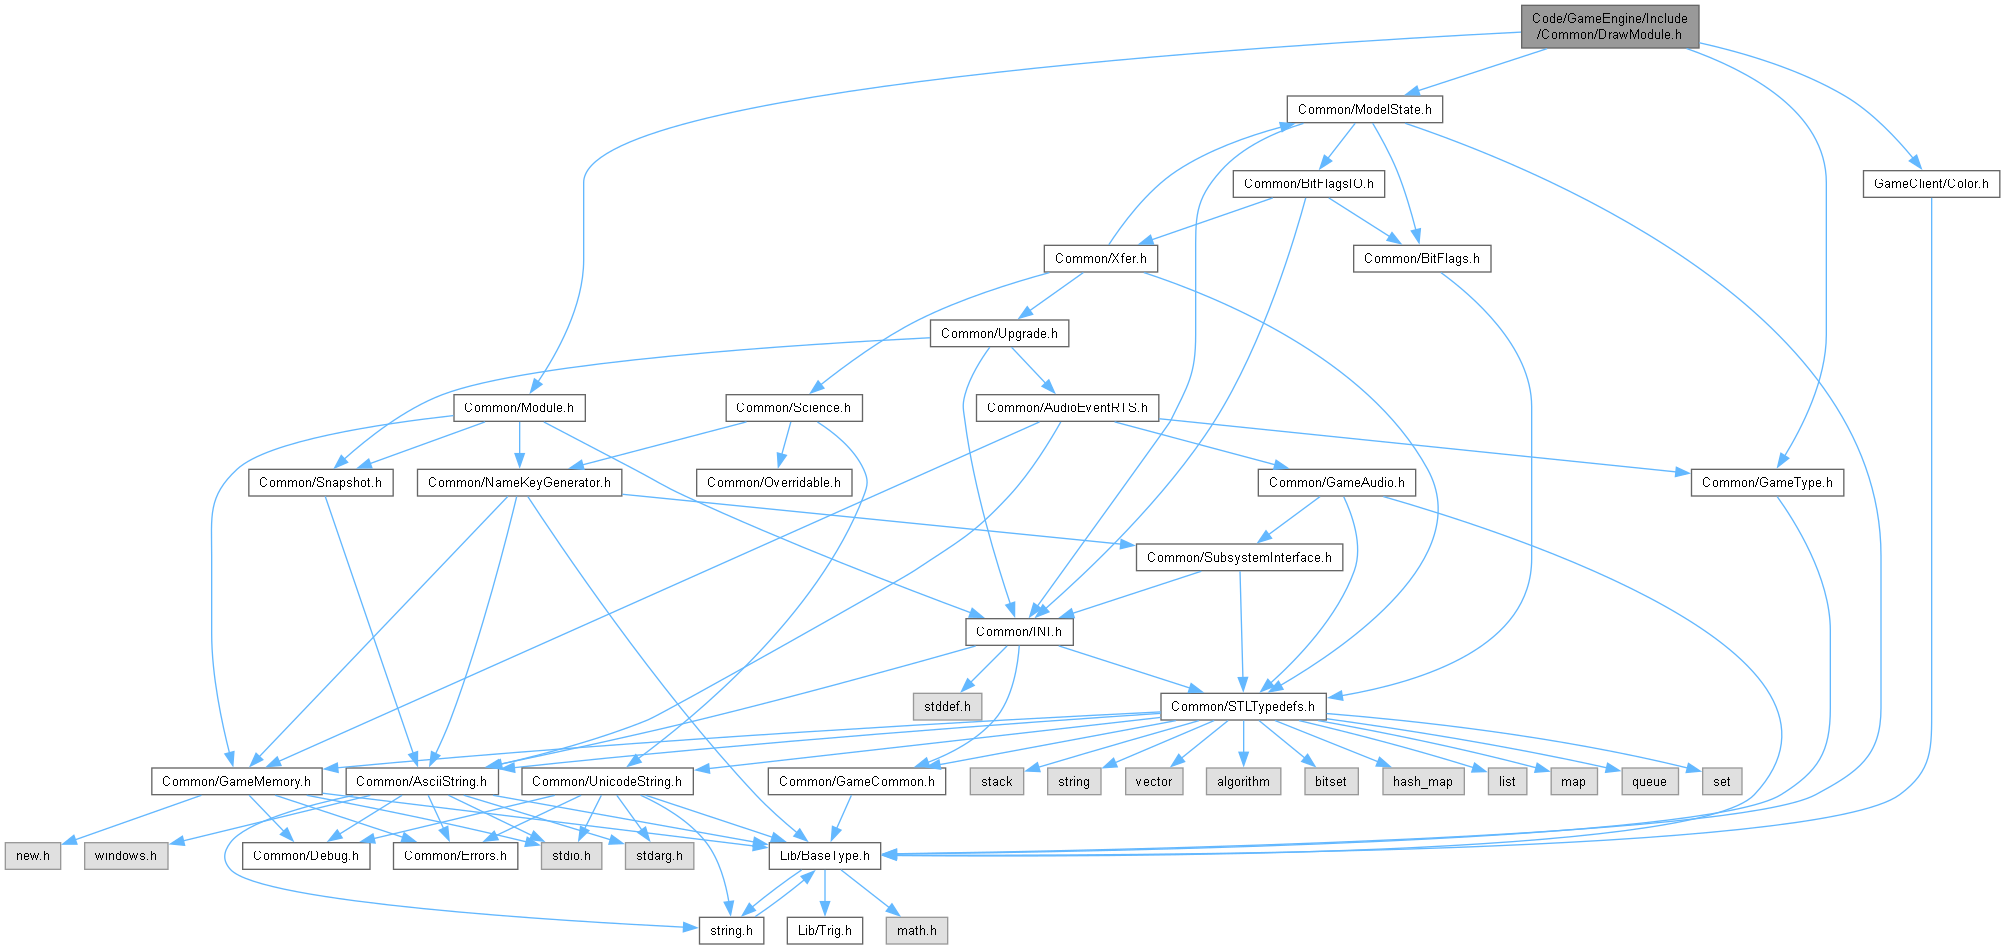 Code/GameEngine/Include
/Common/DrawModule.h
Common/ModelState.h
Common/BitFlagsIO.h
GameClient/Color.h
Common/Xfer.h
Common/BitFlags.h
Common/Upgrade.h
Common/Module.h
Common/Science.h
Common/AudioEventRTS.h
Common/Snapshot.h
Common/NameKeyGenerator.h
Common/Overridable.h
Common/GameAudio.h
Common/GameType.h
Common/SubsystemInterface.h
Common/INI.h
stddef.h
Common/STLTypedefs.h
Common/GameMemory.h
Common/AsciiString.h
Common/UnicodeString.h
Common/GameCommon.h
stack
string
vector
algorithm
bitset
hash_map
list
map
queue
set
new.h
windows.h
Common/Debug.h
Common/Errors.h
stdio.h
stdarg.h
Lib/BaseType.h
string.h
Lib/Trig.h
math.h